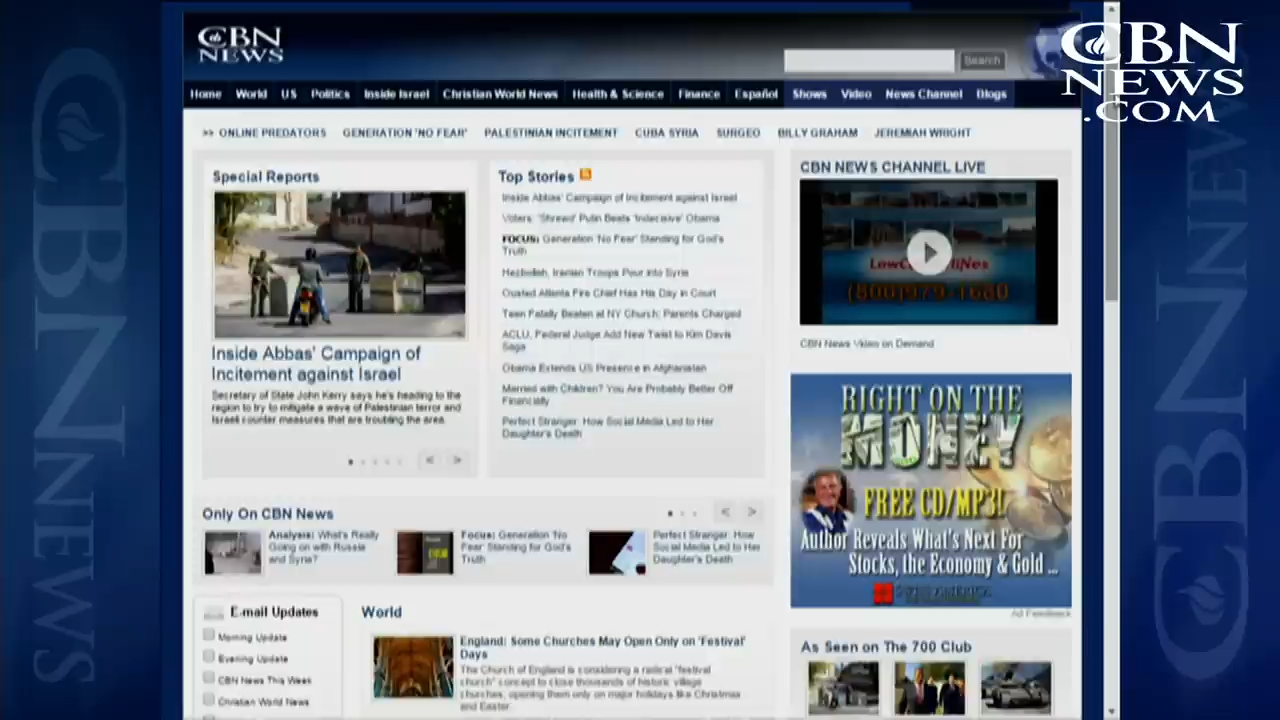 CBN
NEWS
CBN
NEWS
.COM
Search
Home World US Politics Inside Israel Christian World News Health & Science Finance Español Shows Video News Channel Blogs
>> ONLINE PREDATORS GENERATION 'NO FEAR' PALESTINIAN INCITEMENT CUBA SYRIA SURGEO BILLY GRAHAM JEREMIAH WRIGHT
Special Reports
Inside Abbas' Campaign of
Incitement against Israel
Secretary of State John Kerry says he's heading to the
region to try to mitigate a wave of Palestinian terror and
Israeli counter measures that are troubling the area.
Top Stories
Inside Abbas' Campaign of Incitement against Israel
Voters: 'Shrewd' Putin Beats 'Indecisive' Obama
FOCUS: Generation 'No Fear' Standing for God's
Truth
Hezbollah, Iranian Troops Pour into Syria
Ousted Atlanta Fire Chief Has His Day in Court
Teen Fatally Beaten at NY Church; Parents Charged
ACLU, Federal Judge Add New Twist to Kim Davis
Saga
Obama Extends US Presence in Afghanistan
Married with Children? You Are Probably Better Off
Financially
Perfect Stranger: How Social Media Led to Her
Daughter's Death
CBN NEWS CHANNEL LIVE
(800)979-1680
CBN News Video on Demand
RIGHT ON THE
MONEY
FREE CD/MP3!
Author Reveals What's Next For
Stocks, the Economy & Gold ...
Ad Feedback
Only On CBN News
Analysis: What's Really
Going on with Russia
and Syria?
Focus: Generation 'No
Fear' Standing for God's
Truth
Perfect Stranger: How
Social Media Led to Her
Daughter's Death
E-mail Updates
Morning Update
Evening Update
CBN News This Week
Christian World News
World
England: Some Churches May Open Only on 'Festival'
Days
The Church of England is considering a radical "festival
church" concept to close thousands of historic village
churches, opening them only on major holidays like Christmas
and Easter.
As Seen on The 700 Club
CBN NEWS
CBN NEWS